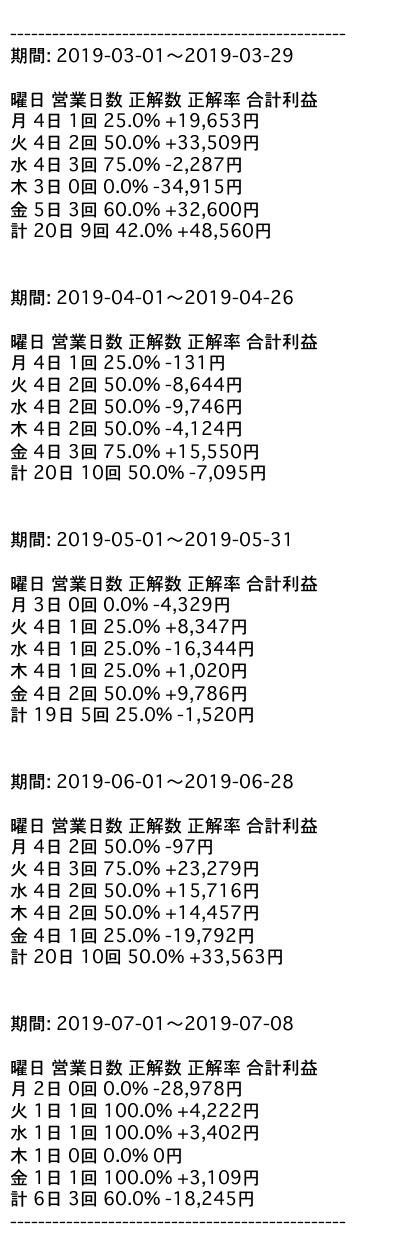 ------------------------------------------------
期間: 2019-03-01～2019-03-29
曜日 営業日数 正解数 正解率 合計利益
月 4日 1回 25.0% +19,653円
火 4日 2回 50.0% +33,509円
水 4日 3回 75.0% -2,287円
木 3日 0回 0.0% -34,915円
金 5日 3回 60.0% +32,600円
計 20日 9回 42.0% +48,560円
期間: 2019-04-01～2019-04-26
曜日 営業日数 正解数 正解率 合計利益
月 4日 1回 25.0% -131円
火 4日 2回 50.0% -8,644円
水 4日 2回 50.0% -9,746円
木 4日 2回 50.0% -4,124円
金 4日 3回 75.0% +15,550円
計 20日 10回 50.0% -7,095円
期間: 2019-05-01～2019-05-31
曜日 営業日数 正解数 正解率 合計利益
月 3日 0回 0.0% -4,329円
火 4日 1回 25.0% +8,347円
水 4日 1回 25.0% -16,344円
木 4日 1回 25.0% +1,020円
金 4日 2回 50.0% +9,786円
計 19日 5回 25.0% -1,520円
期間: 2019-06-01～2019-06-28
曜日 営業日数 正解数 正解率 合計利益
月 4日 2回 50.0% -97円
火 4日 3回 75.0% +23,279円
水 4日 2回 50.0% +15,716円
木 4日 2回 50.0% +14,457円
金 4日 1回 25.0% -19,792円
計 20日 10回 50.0% +33,563円
期間: 2019-07-01～2019-07-08
曜日 営業日数 正解数 正解率 合計利益
月 2日 0回 0.0% -28,978円
火 1日 1回 100.0% +4,222円
水 1日 1回 100.0% +3,402円
木 1日 0回 0.0% 0円
金 1日 1回 100.0% +3,109円
計 6日 3回 60.0% -18,245円
------------------------------------------------